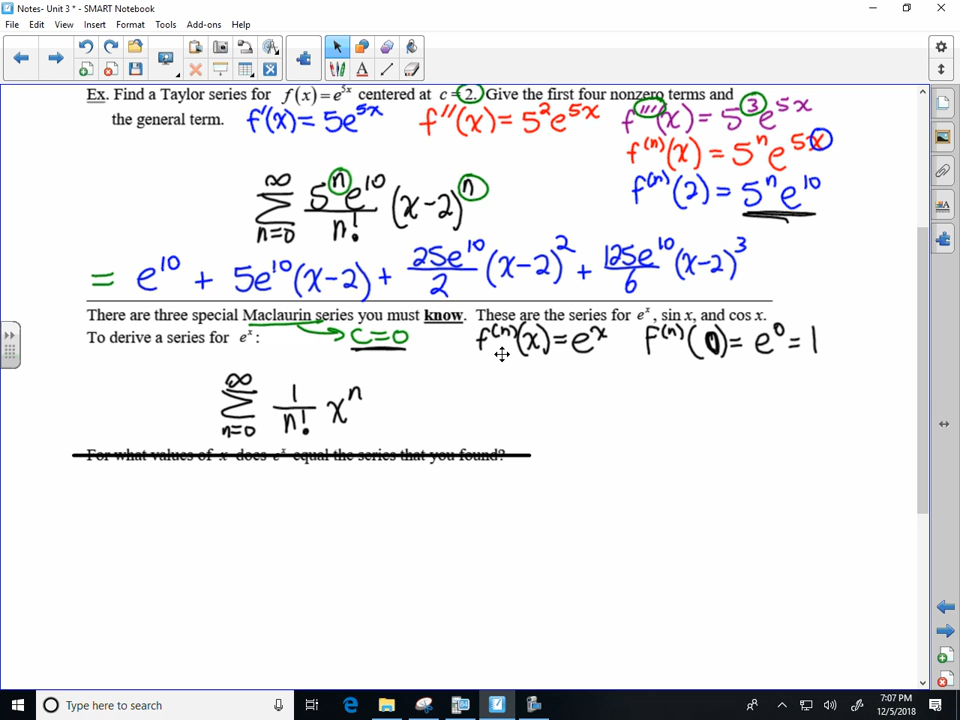 Notes- Unit 3 * - SMART Notebook
File Edit View Insert Format Tools Add-ons Help
Ex. Find a Taylor series for f(x) = e^{5x} centered at c = 2. Give the first four nonzero terms and
the general term. f'(x) = 5e^{5x} f''(x) = 5^2 e^{5x} f'''(x) = 5^3 e^{5x}
f^{(n)}(x) = 5^n e^{5x}
f^{(n)}(2) = 5^n e^{10}
∑_{n=0}^{∞} \frac{5^n e^{10}}{n!} (x-2)^n
= e^{10} + 5e^{10}(x-2) + \frac{25e^{10}}{2}(x-2)^2 + \frac{125e^{10}}{6}(x-2)^3
There are three special Maclaurin series you must know. These are the series for e^x, sin x, and cos x.
To derive a series for e^x: c=0 f^{(n)}(x) = e^x f^{(n)}(0) = e^0 = 1
∑_{n=0}^{∞} \frac{1}{n!} x^n
For what values of x does e^x equal the series that you found?
Type here to search
7:07 PM
12/5/2018